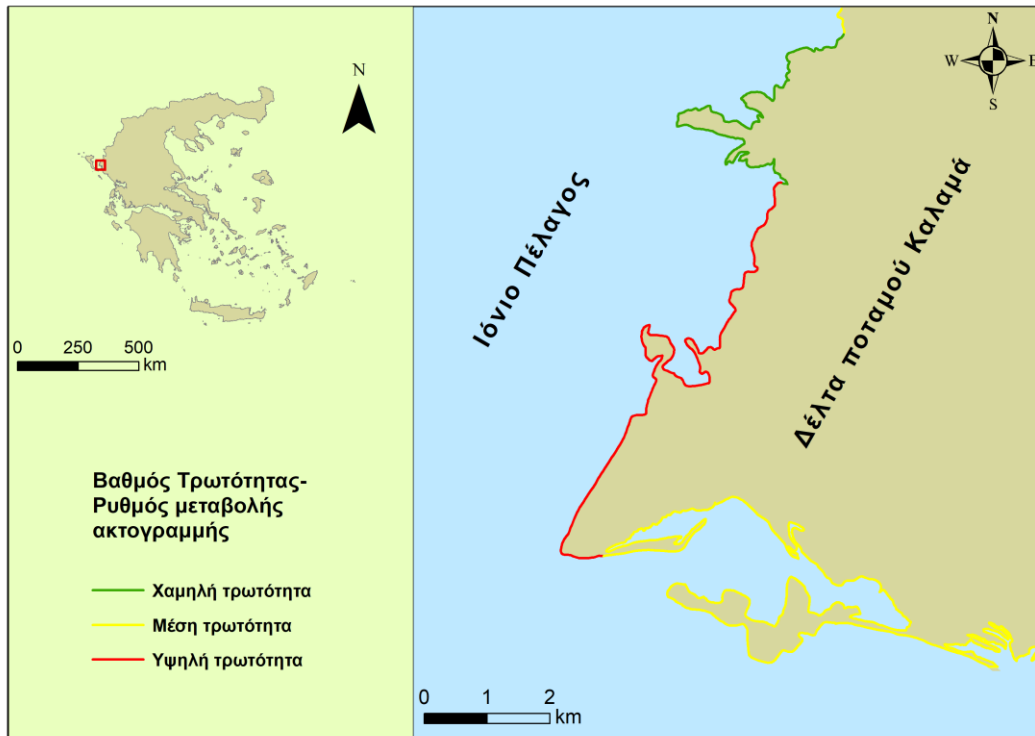 N
0 250 500
km
Βαθμός Τρωτότητας-
Ρυθμός μεταβολής
ακτογραμμής
Χαμηλή τρωτότητα
Μέση τρωτότητα
Υψηλή τρωτότητα
Ιόνιο Πέλαγος
Δέλτα ποταμού Καλαμά
N
W E
S
0 1 2
km